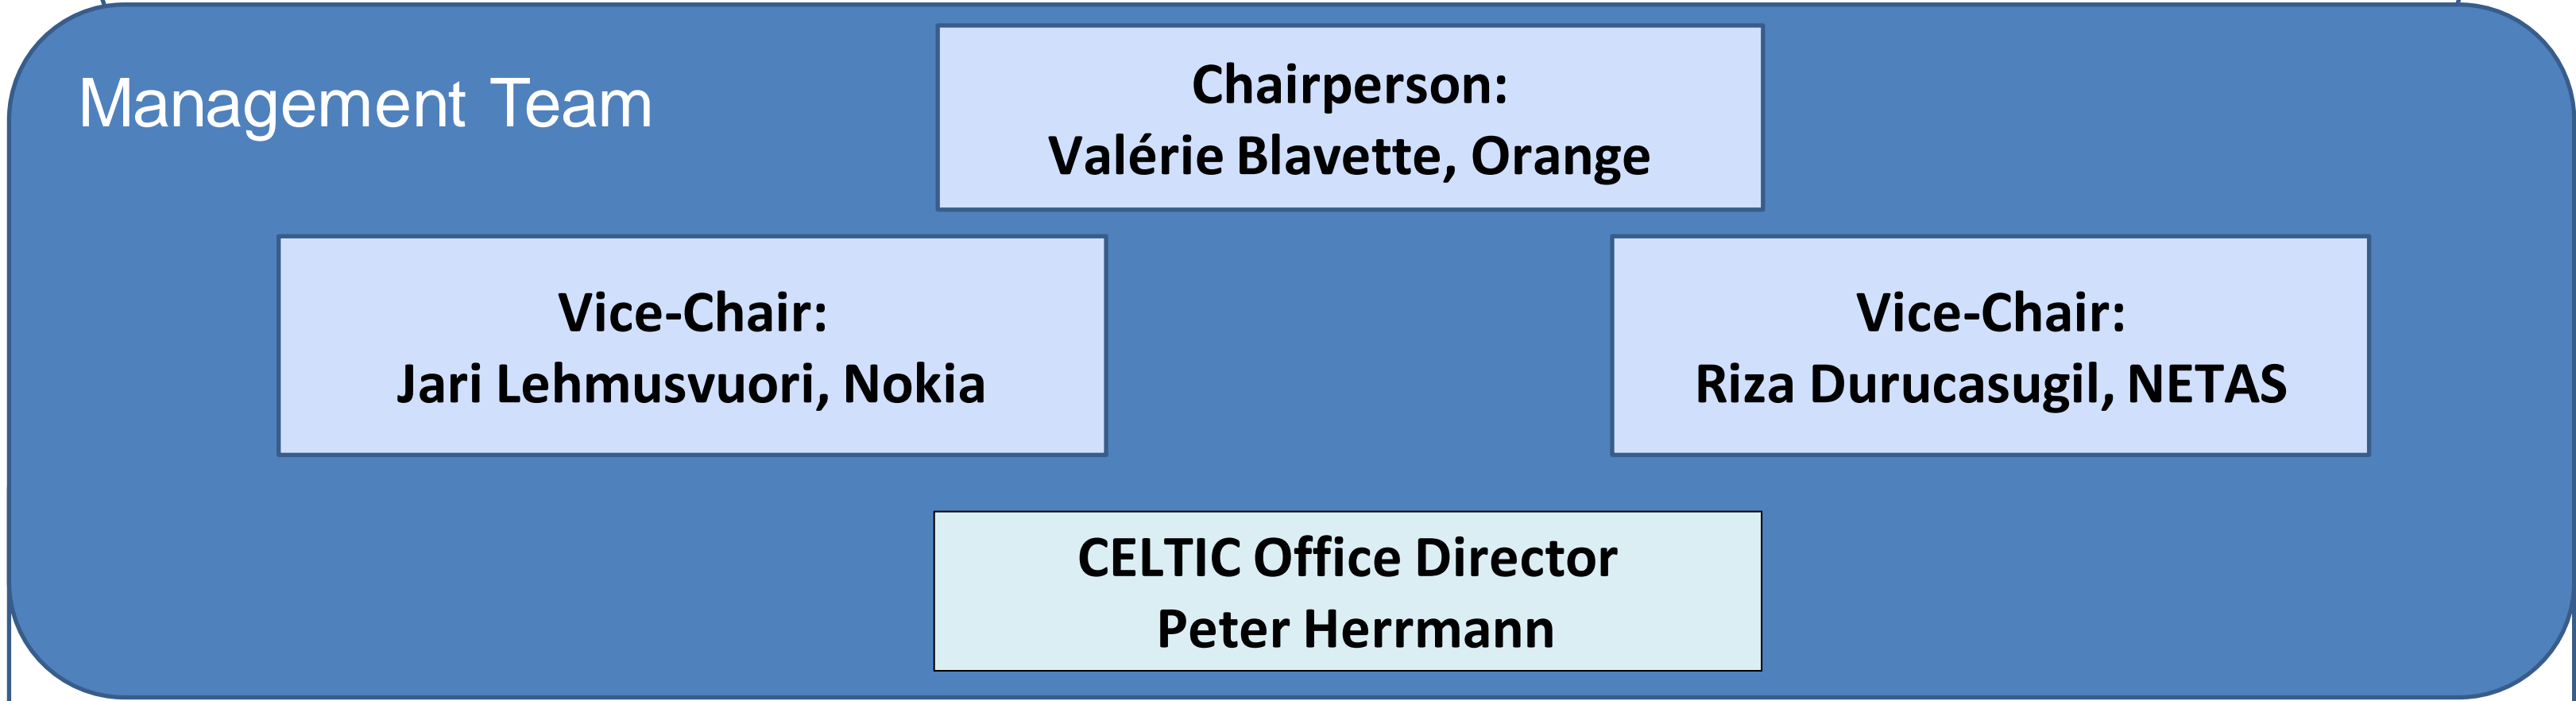 Management Team
Chairperson:
Valérie Blavette, Orange
Vice-Chair:
Jari Lehmusvuori, Nokia
Vice-Chair:
Riza Durucasugil, NETAS
CELTIC Office Director
Peter Herrmann